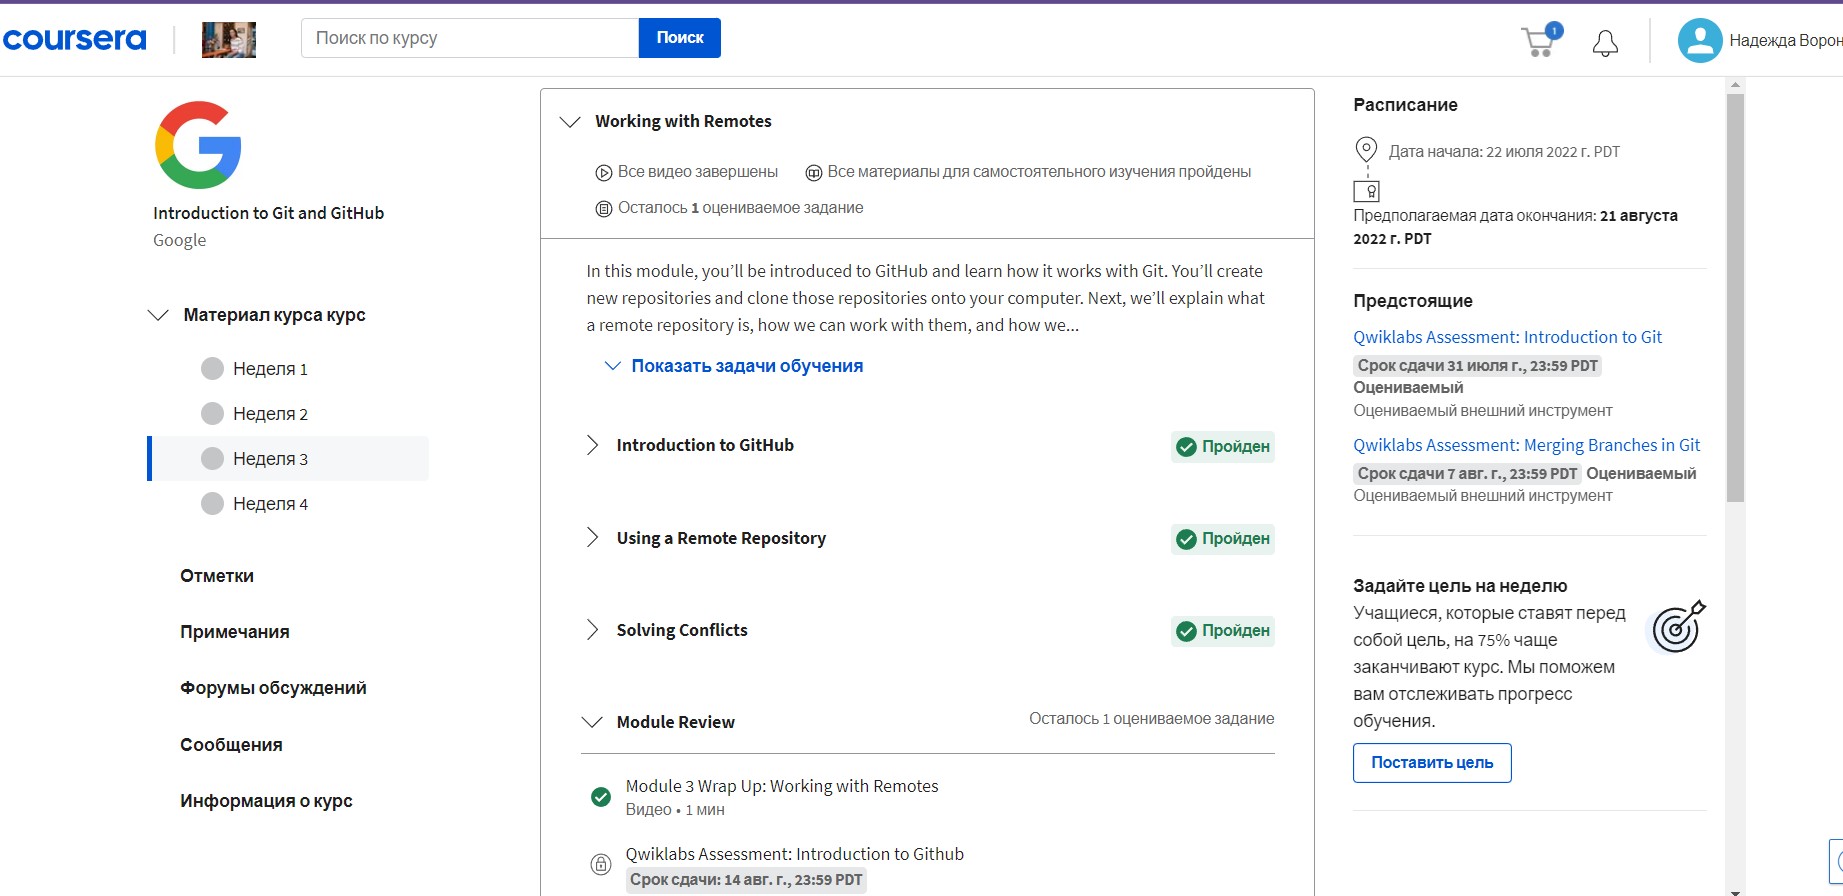 coursera
Поиск по курсу
Поиск
1
Надежда Ворон
Introduction to Git and GitHub
Google
Материал курса курс
Неделя 1
Неделя 2
Неделя 3
Неделя 4
Отметки
Примечания
Форумы обсуждений
Сообщения
Информация о курс
Working with Remotes
Все видео завершены
Все материалы для самостоятельного изучения пройдены
Осталось 1 оцениваемое задание
In this module, you’ll be introduced to GitHub and learn how it works with Git. You’ll create
new repositories and clone those repositories onto your computer. Next, we’ll explain what
a remote repository is, how we can work with them, and how we...
Показать задачи обучения
Introduction to GitHub
Пройден
Using a Remote Repository
Пройден
Solving Conflicts
Пройден
Module Review
Осталось 1 оцениваемое задание
Module 3 Wrap Up: Working with Remotes
Видео • 1 мин
Qwiklabs Assessment: Introduction to Github
Срок сдачи: 14 авг. г., 23:59 PDT
Расписание
Дата начала: 22 июля 2022 г. PDT
Предполагаемая дата окончания: 21 августа
2022 г. PDT
Предстоящие
Qwiklabs Assessment: Introduction to Git
Срок сдачи 31 июля г., 23:59 PDT
Оцениваемый
Оцениваемый внешний инструмент
Qwiklabs Assessment: Merging Branches in Git
Срок сдачи 7 авг. г., 23:59 PDT Оцениваемый
Оцениваемый внешний инструмент
Задайте цель на неделю
Учащиеся, которые ставят перед
собой цель, на 75% чаще
заканчивают курс. Мы поможем
вам отслеживать прогресс
обучения.
Поставить цель